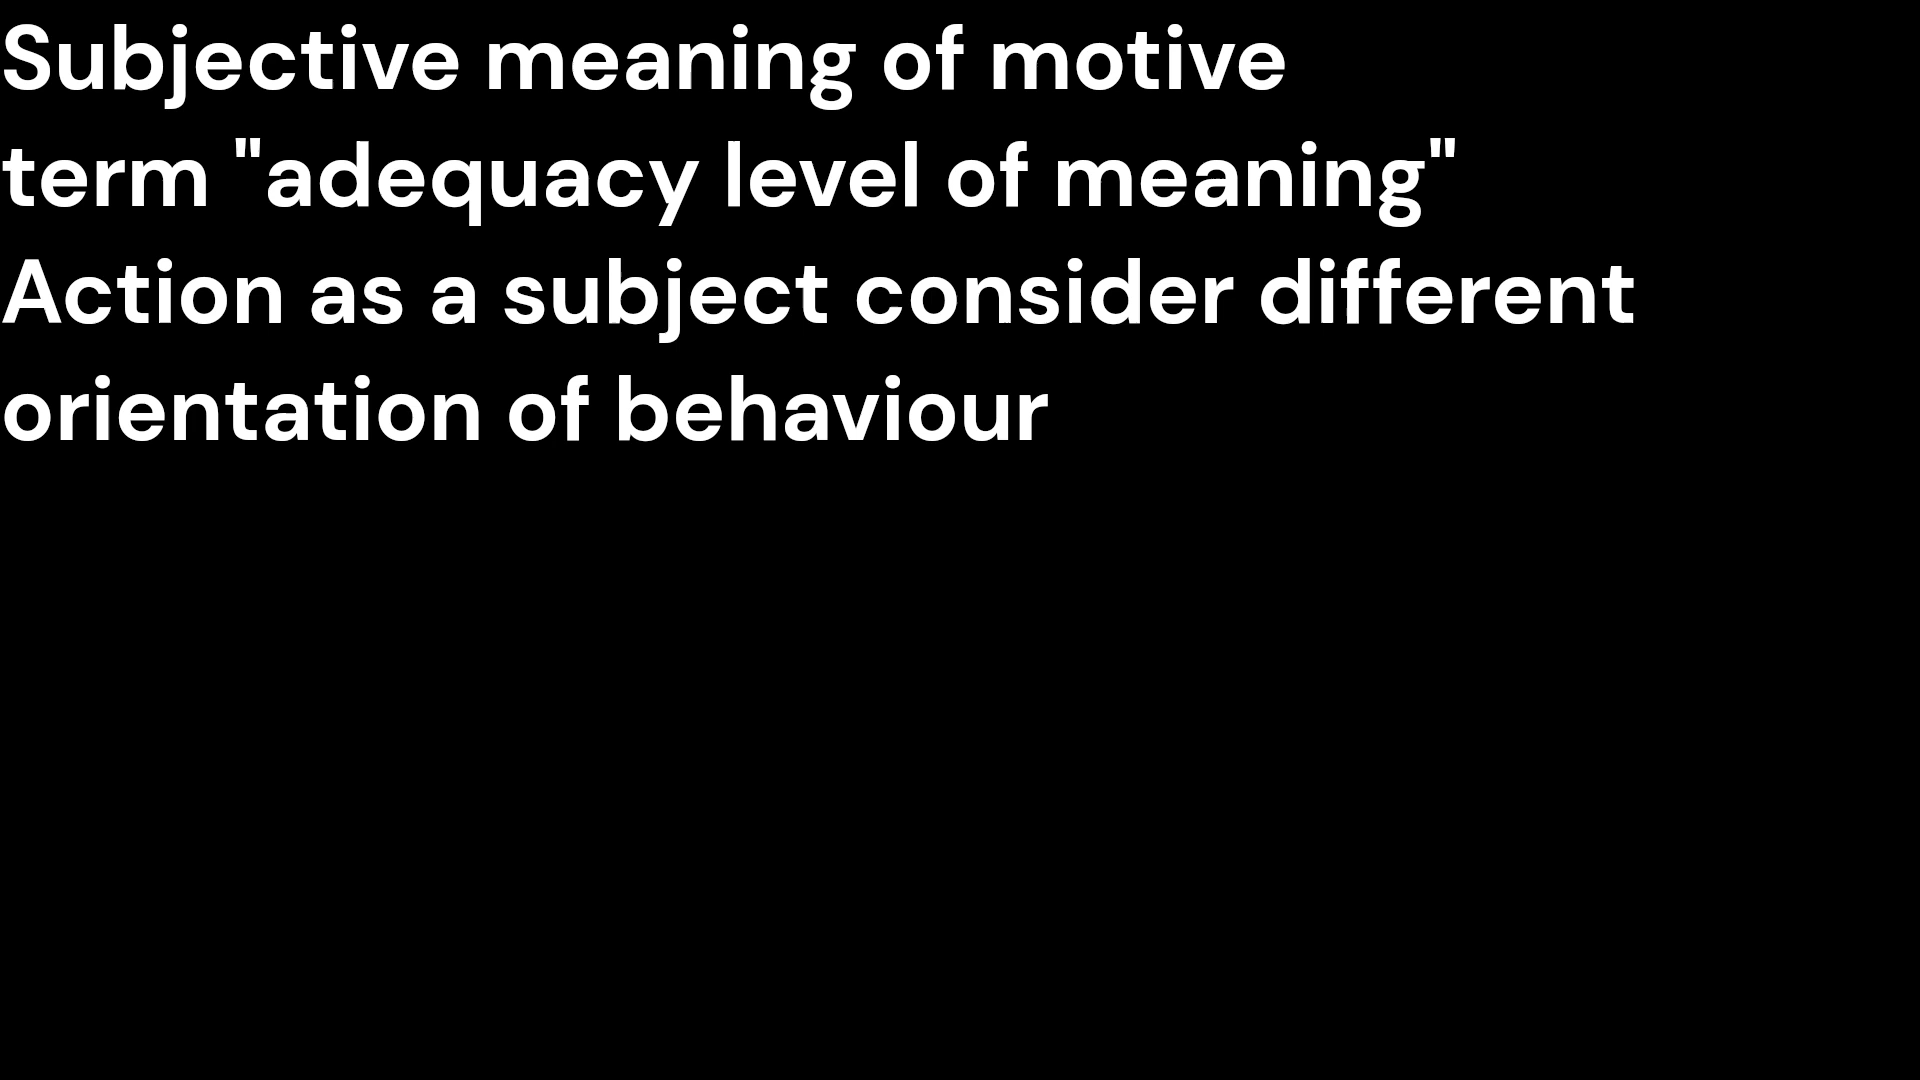 Subjective meaning of motive
term "adequacy level of meaning"
Action as a subject consider different
orientation of behaviour